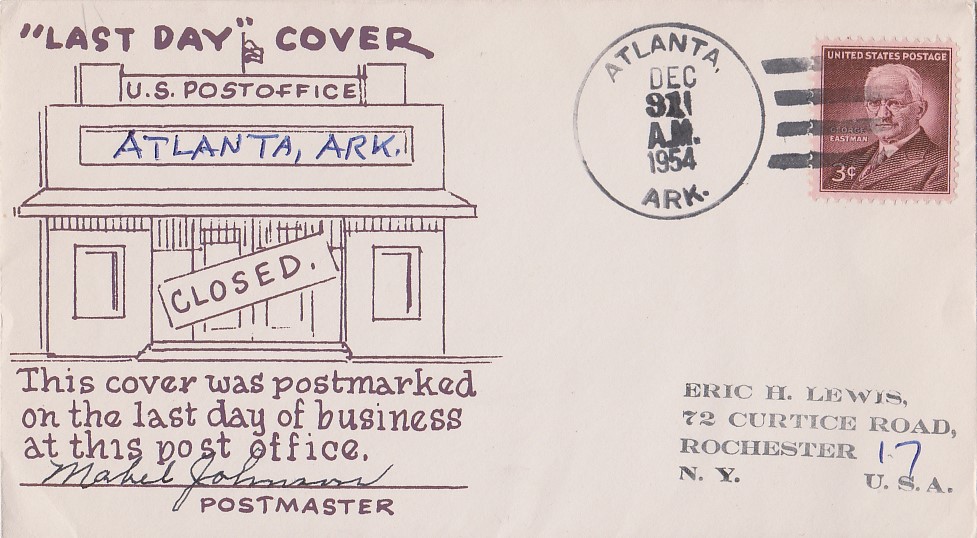 "LAST DAY" COVER
U.S. POSTOFFICE
ATLANTA, ARK.
CLOSED.
This cover was postmarked
on the last day of business
at this post office.
Mabel Johnson
POSTMASTER
ATLANTA,
DEC
31
A.M.
1954
ARK.
UNITED STATES POSTAGE
GEORGE
EASTMAN
3¢
ERIC H. LEWIS,
72 CURTICE ROAD,
ROCHESTER 17
N. Y. U. S. A.